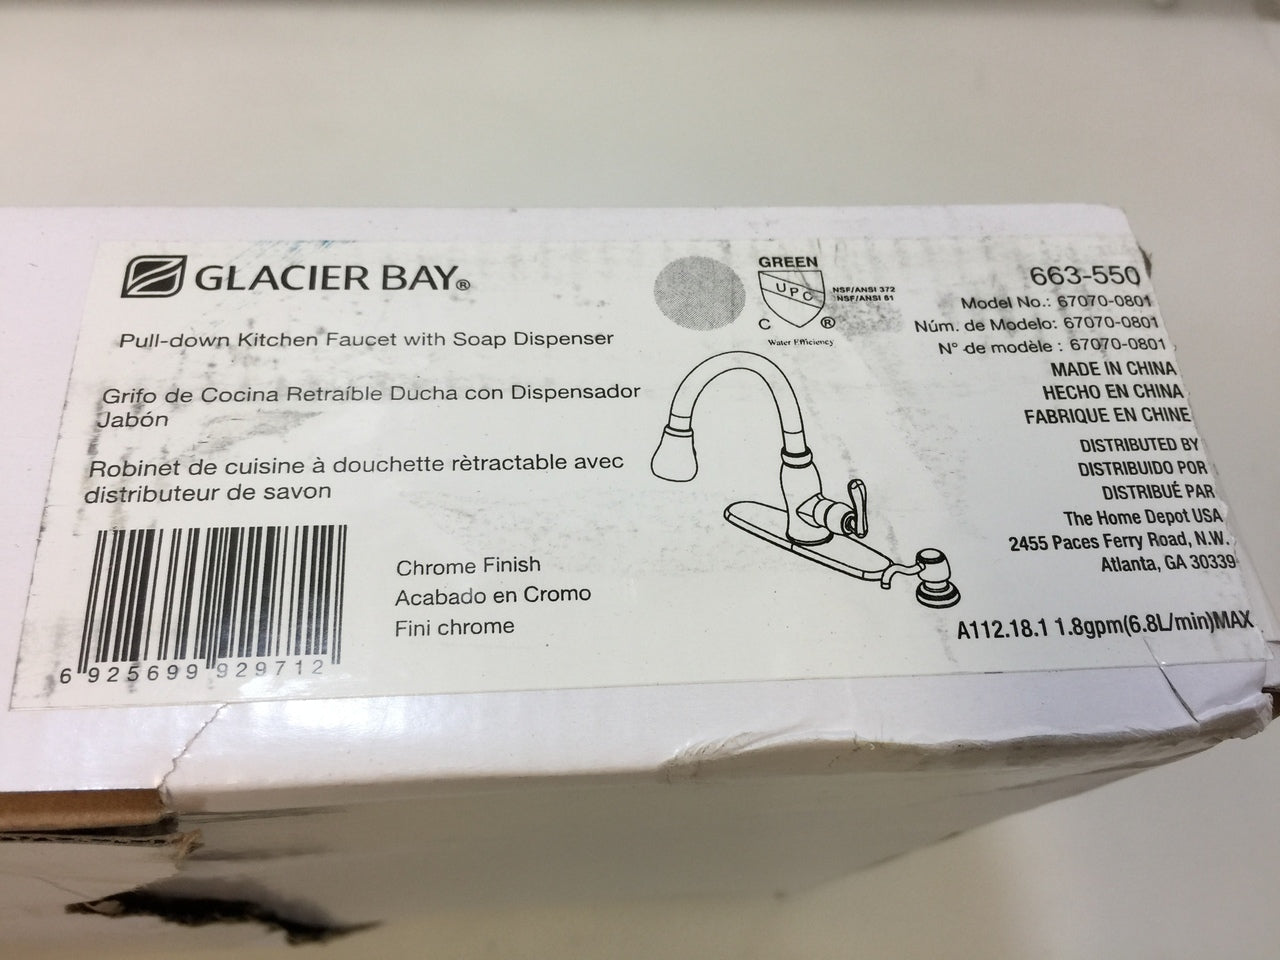 GLACIER BAY®
Pull-down Kitchen Faucet with Soap Dispenser
Grifo de Cocina Retraíble Ducha con Dispensador
Jabón
Robinet de cuisine à douchette rètractable avec
distributeur de savon
6 925699 929712
Chrome Finish
Acabado en Cromo
Fini chrome
GREEN
UPC
C ®
Water Efficiency
NSF/ANSI 372
NSF/ANSI 61
663-550
Model No.: 67070-0801
Núm. de Modelo: 67070-0801
N° de modèle : 67070-0801
MADE IN CHINA
HECHO EN CHINA
FABRIQUE EN CHINE
DISTRIBUTED BY
DISTRIBUIDO POR
DISTRIBUÉ PAR
The Home Depot USA
2455 Paces Ferry Road, N.W.
Atlanta, GA 30339
A112.18.1 1.8gpm(6.8L/min)MAX